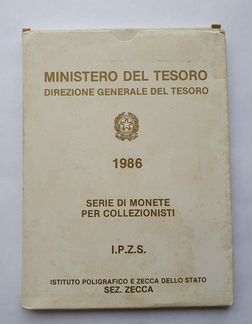 MINISTERO DEL TESORO
DIREZIONE GENERALE DEL TESORO
1986
SERIE DI MONETE
PER COLLEZIONISTI
I.P.Z.S.
ISTITUTO POLIGRAFICO E ZECCA DELLO STATO
SEZ. ZECCA